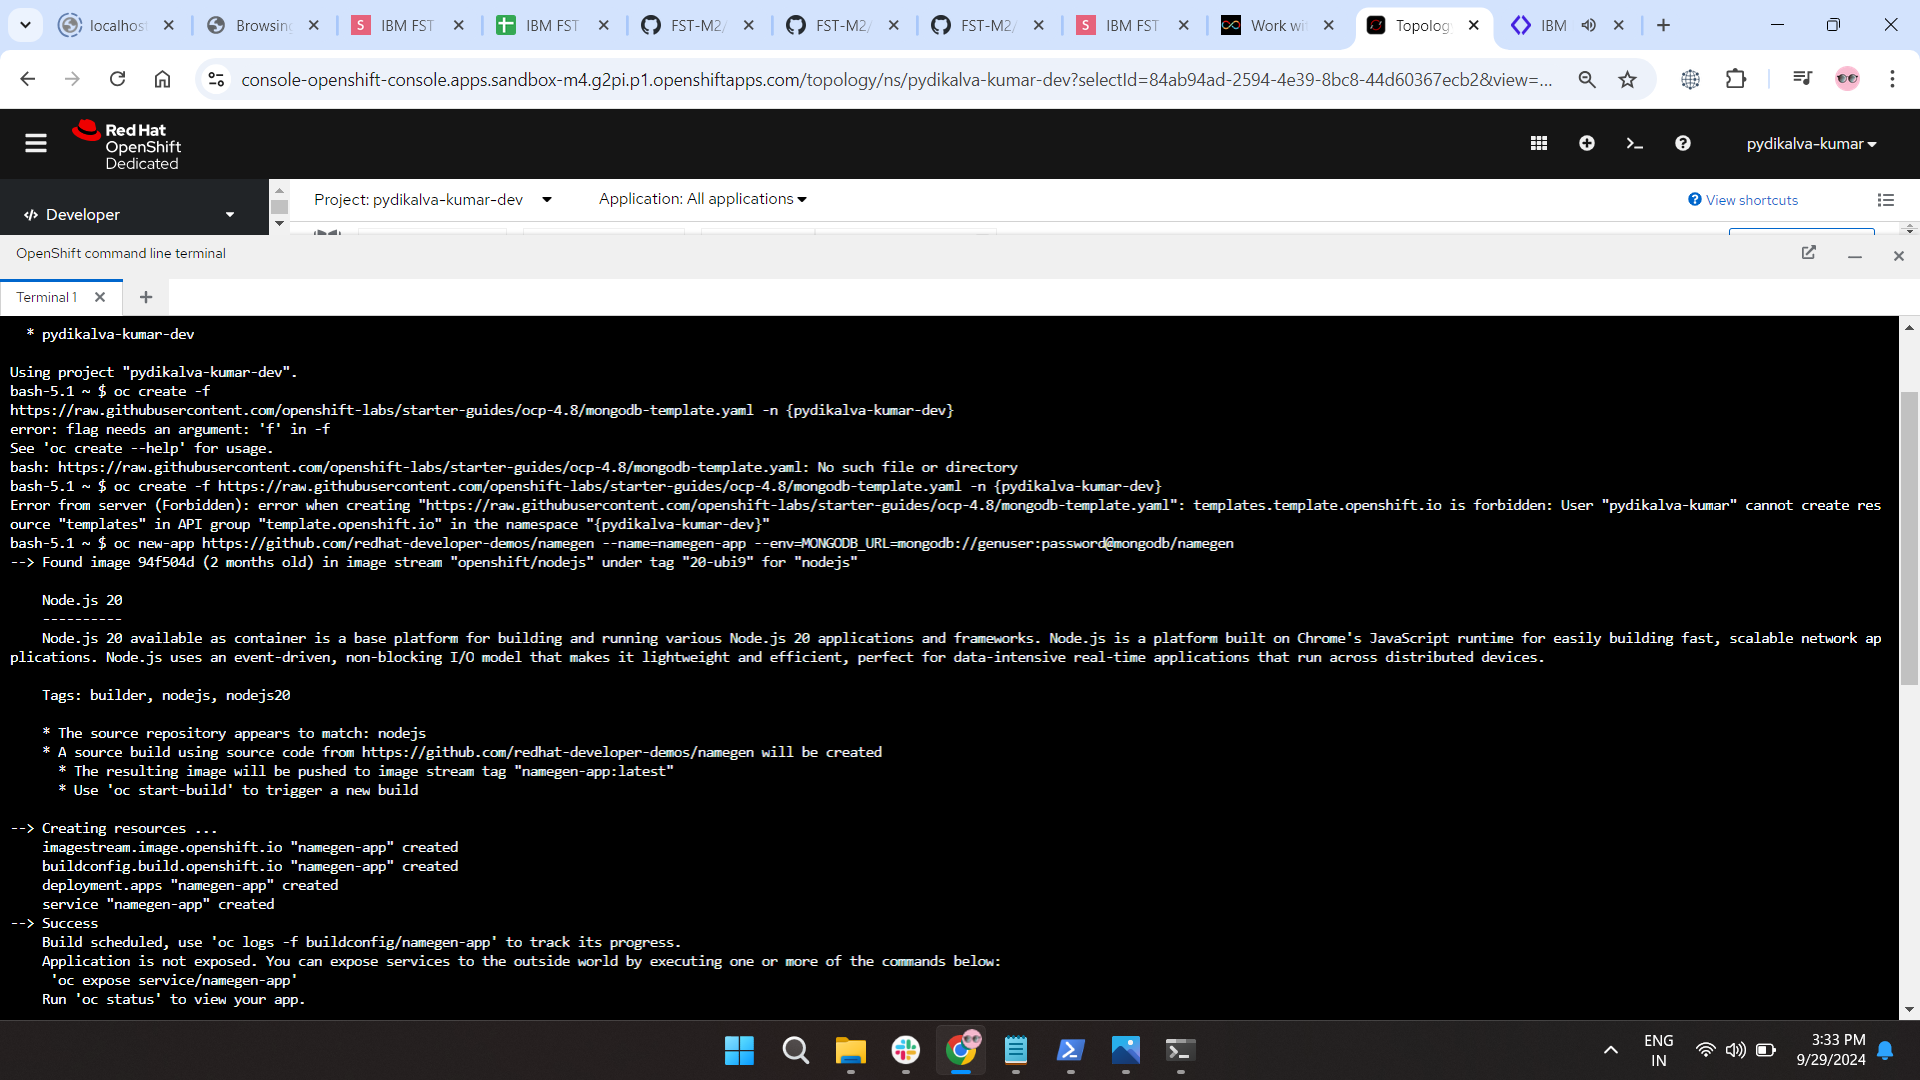 localhost
Browsing
IBM FST
IBM FST
FST-M2/
FST-M2/
FST-M2/
IBM FST
Work wi
Topology
IBM
console-openshift-console.apps.sandbox-m4.g2pi.p1.openshiftapps.com/topology/ns/pydikalva-kumar-dev?selectId=84ab94ad-2594-4e39-8bc8-44d60367ecb2&view=...
Red Hat
OpenShift
Dedicated
pydikalva-kumar
Developer
Project: pydikalva-kumar-dev
Application: All applications
View shortcuts
OpenShift command line terminal
Terminal 1
* pydikalva-kumar-dev
Using project "pydikalva-kumar-dev".
bash-5.1 ~ $ oc create -f
https://raw.githubusercontent.com/openshift-labs/starter-guides/ocp-4.8/mongodb-template.yaml -n {pydikalva-kumar-dev}
error: flag needs an argument: 'f' in -f
See 'oc create --help' for usage.
bash: https://raw.githubusercontent.com/openshift-labs/starter-guides/ocp-4.8/mongodb-template.yaml: No such file or directory
bash-5.1 ~ $ oc create -f https://raw.githubusercontent.com/openshift-labs/starter-guides/ocp-4.8/mongodb-template.yaml -n {pydikalva-kumar-dev}
Error from server (Forbidden): error when creating "https://raw.githubusercontent.com/openshift-labs/starter-guides/ocp-4.8/mongodb-template.yaml": templates.template.openshift.io is forbidden: User "pydikalva-kumar" cannot create res
ource "templates" in API group "template.openshift.io" in the namespace "{pydikalva-kumar-dev}"
bash-5.1 ~ $ oc new-app https://github.com/redhat-developer-demos/namegen --name=namegen-app --env=MONGODB_URL=mongodb://genuser:password@mongodb/namegen
--> Found image 94f504d (2 months old) in image stream "openshift/nodejs" under tag "20-ubi9" for "nodejs"
Node.js 20
----------
Node.js 20 available as container is a base platform for building and running various Node.js 20 applications and frameworks. Node.js is a platform built on Chrome's JavaScript runtime for easily building fast, scalable network ap
plications. Node.js uses an event-driven, non-blocking I/O model that makes it lightweight and efficient, perfect for data-intensive real-time applications that run across distributed devices.
Tags: builder, nodejs, nodejs20
* The source repository appears to match: nodejs
* A source build using source code from https://github.com/redhat-developer-demos/namegen will be created
* The resulting image will be pushed to image stream tag "namegen-app:latest"
* Use 'oc start-build' to trigger a new build
--> Creating resources ...
imagestream.image.openshift.io "namegen-app" created
buildconfig.build.openshift.io "namegen-app" created
deployment.apps "namegen-app" created
service "namegen-app" created
--> Success
Build scheduled, use 'oc logs -f buildconfig/namegen-app' to track its progress.
Application is not exposed. You can expose services to the outside world by executing one or more of the commands below:
'oc expose service/namegen-app'
Run 'oc status' to view your app.
ENG
IN
3:33 PM
9/29/2024